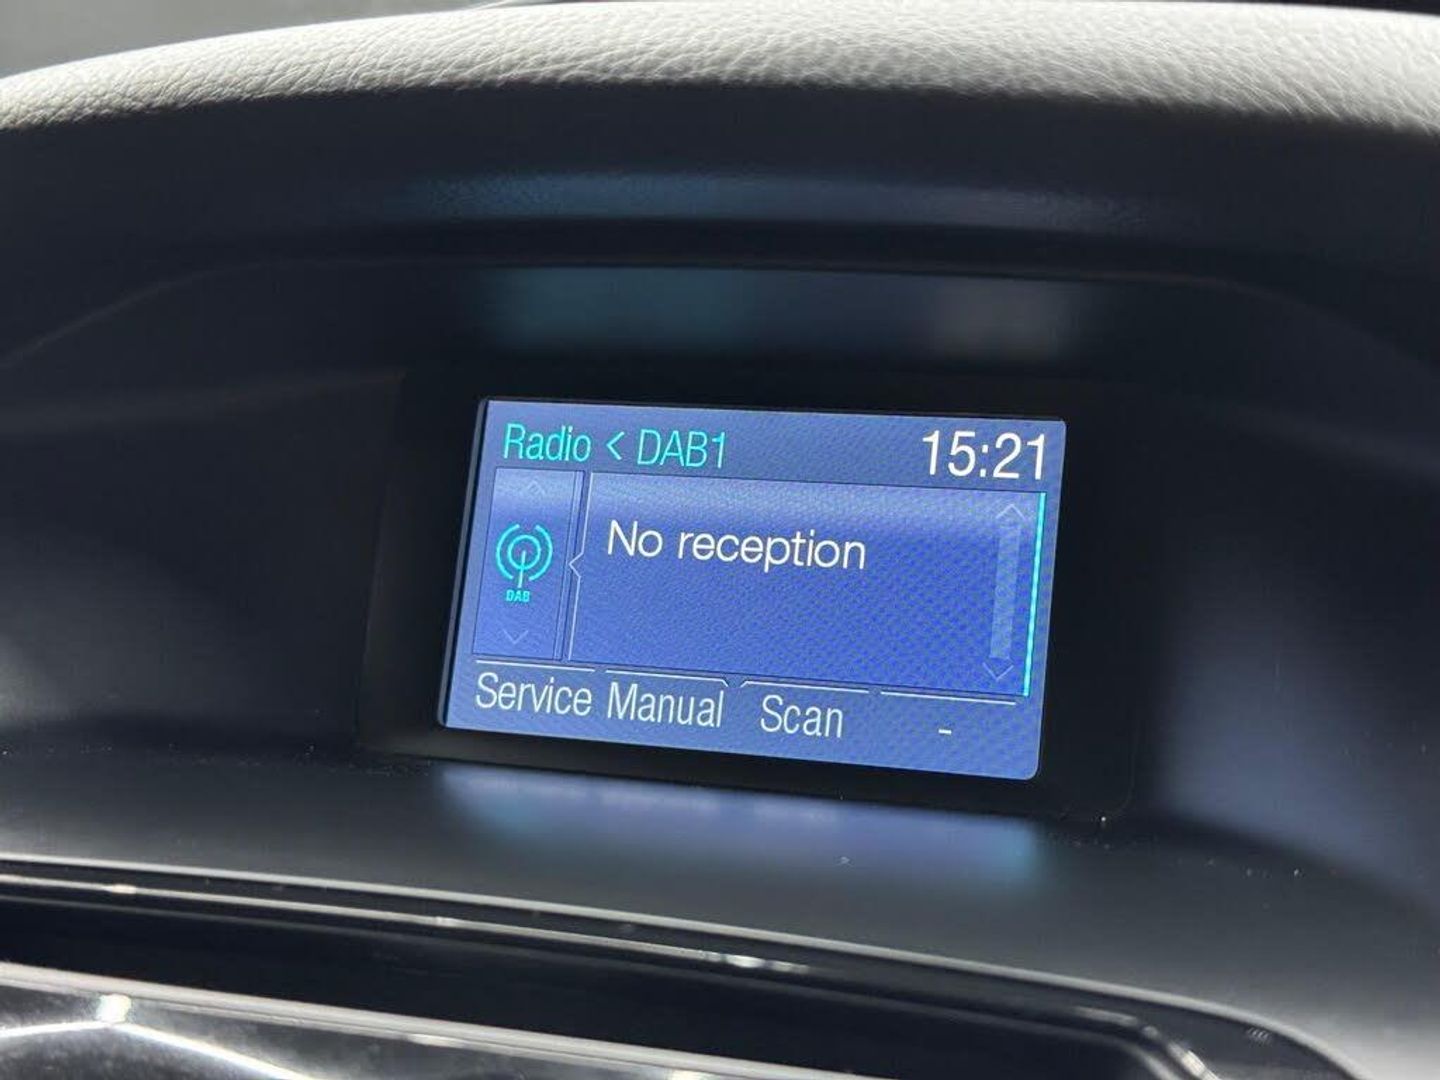 Radio < DAB1 15:21
No reception
DAB
Service Manual Scan -